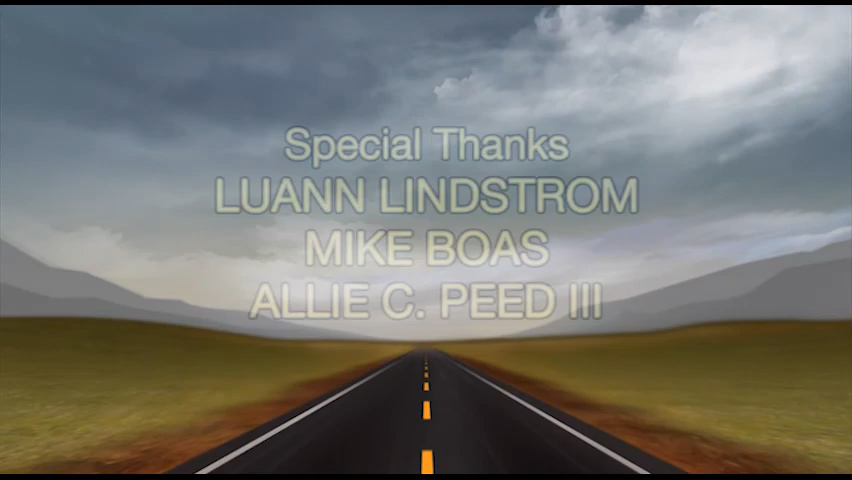 Special Thanks
LUANN LINDSTROM
MIKE BOAS
ALLIE C. PEED III